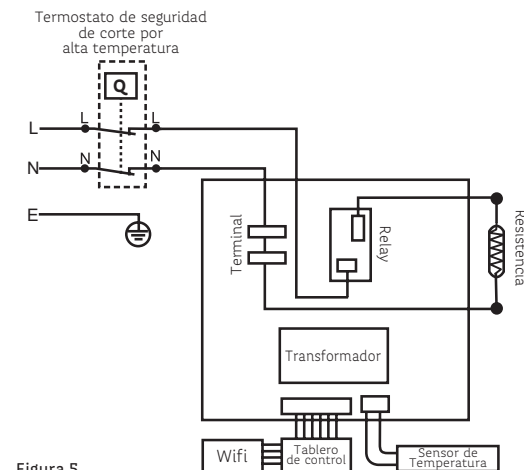 Termostato de seguridad
de corte por
alta temperatura
Q
L
L
L
N
N
N
E
Terminal
Relay
Resistencia
Transformador
Wifi
Tablero
de control
Sensor de
Temperatura
Figura 5